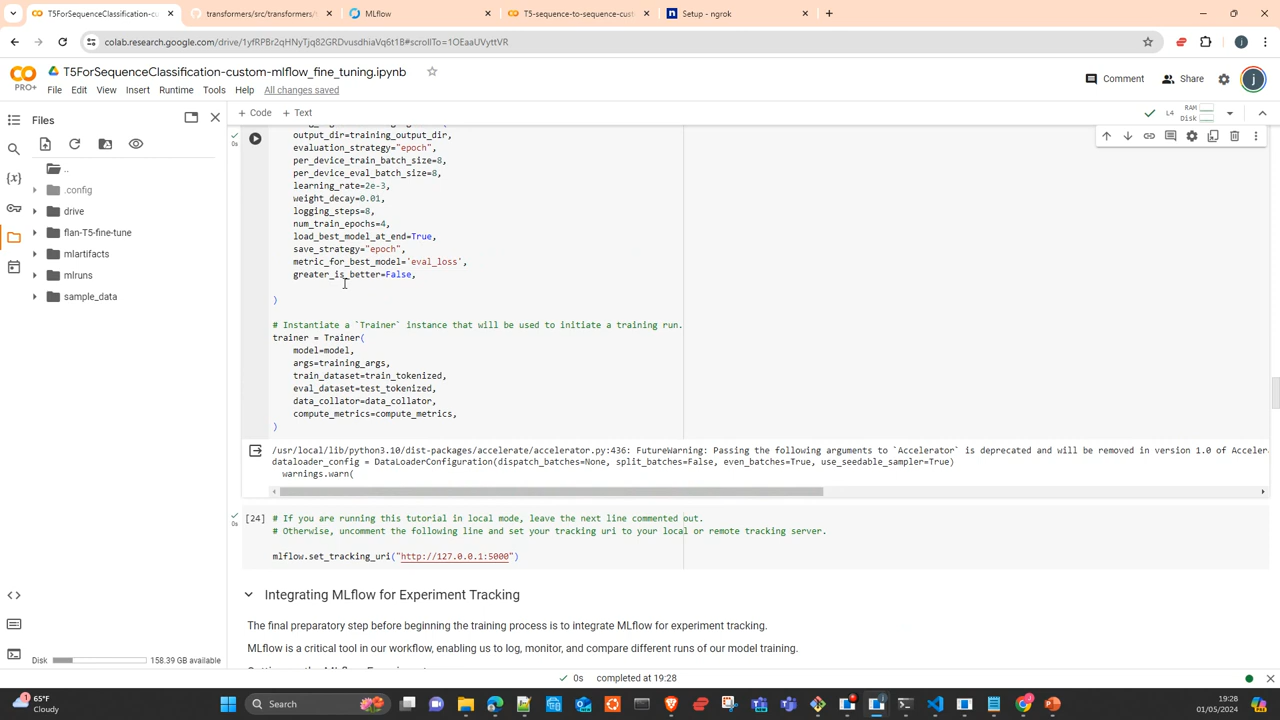 T5ForSequenceClassification-cus
transformers/src/transformers/t
MLflow
T5-sequence-to-sequence-cust
Setup - ngrok
colab.research.google.com/drive/1yfRPBr2qHNyTjq82GRDvusdhiaVq6t1B#scrollTo=1OEaaUVyttVR
T5ForSequenceClassification-custom-mlflow_fine_tuning.ipynb
PRO+
File Edit View Insert Runtime Tools Help All changes saved
Comment Share
j
Files
+ Code + Text
L4 RAM Disk
..
.config
drive
flan-T5-fine-tune
mlartifacts
mlruns
sample_data
0s
output_dir=training_output_dir,
evaluation_strategy="epoch",
per_device_train_batch_size=8,
per_device_eval_batch_size=8,
learning_rate=2e-3,
weight_decay=0.01,
logging_steps=8,
num_train_epochs=4,
load_best_model_at_end=True,
save_strategy="epoch",
metric_for_best_model='eval_loss',
greater_is_better=False,
)
# Instantiate a `Trainer` instance that will be used to initiate a training run.
trainer = Trainer(
model=model,
args=training_args,
train_dataset=train_tokenized,
eval_dataset=test_tokenized,
data_collator=data_collator,
compute_metrics=compute_metrics,
)
/usr/local/lib/python3.10/dist-packages/accelerate/accelerator.py:436: FutureWarning: Passing the following arguments to `Accelerator` is deprecated and will be removed in version 1.0 of Acceler
dataloader_config = DataLoaderConfiguration(dispatch_batches=None, split_batches=False, even_batches=True, use_seedable_sampler=True)
warnings.warn(
[24] # If you are running this tutorial in local mode, leave the next line commented out.
0s
# Otherwise, uncomment the following line and set your tracking uri to your local or remote tracking server.
mlflow.set_tracking_uri("http://127.0.0.1:5000")
Integrating MLflow for Experiment Tracking
The final preparatory step before beginning the training process is to integrate MLflow for experiment tracking.
MLflow is a critical tool in our workflow, enabling us to log, monitor, and compare different runs of our model training.
Disk 158.39 GB available
0s completed at 19:28
65°F
Cloudy
Search
19:28
01/05/2024